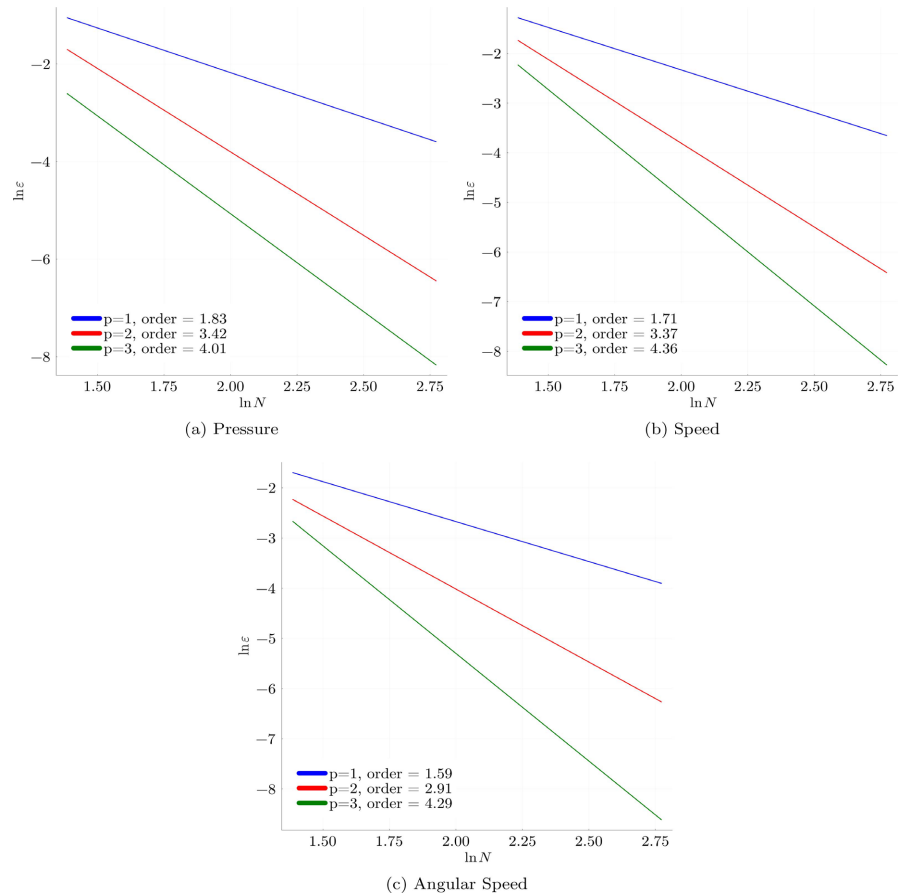 −2
−4
−6
−8
ln ε
1.50 1.75 2.00 2.25 2.50 2.75
ln N
p=1, order = 1.83
p=2, order = 3.42
p=3, order = 4.01
(a) Pressure
−2
−3
−4
−5
−6
−7
−8
ln ε
1.50 1.75 2.00 2.25 2.50 2.75
ln N
p=1, order = 1.71
p=2, order = 3.37
p=3, order = 4.36
(b) Speed
−2
−3
−4
−5
−6
−7
−8
ln ε
1.50 1.75 2.00 2.25 2.50 2.75
ln N
p=1, order = 1.59
p=2, order = 2.91
p=3, order = 4.29
(c) Angular Speed